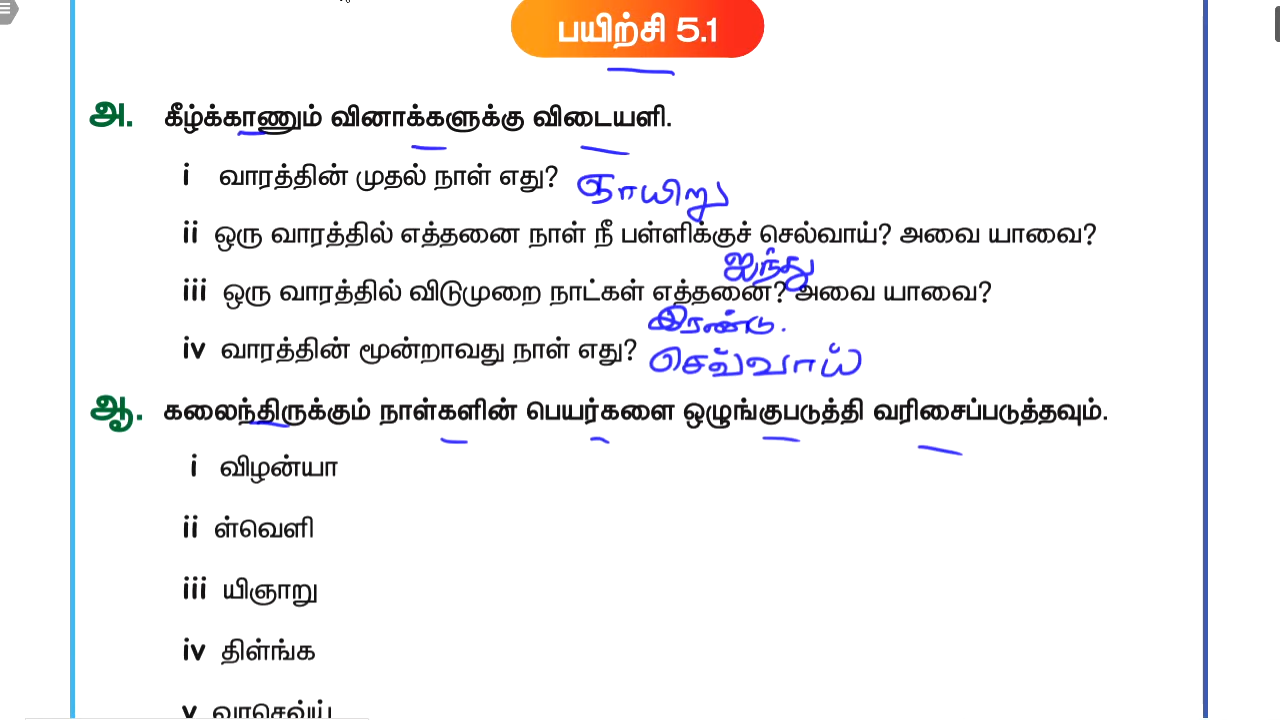 பயிற்சி 5.1
அ. கீழ்க்காணும் வினாக்களுக்கு விடையளி.
i வாரத்தின் முதல் நாள் எது? ஞாயிறு
ii ஒரு வாரத்தில் எத்தனை நாள் நீ பள்ளிக்குச் செல்வாய்? அவை யாவை?
ஐந்து
iii ஒரு வாரத்தில் விடுமுறை நாட்கள் எத்தனை? அவை யாவை?
இரண்டு.
iv வாரத்தின் மூன்றாவது நாள் எது? செவ்வாய்
ஆ. கலைந்திருக்கும் நாள்களின் பெயர்களை ஒழுங்குபடுத்தி வரிசைப்படுத்தவும்.
i விழன்யா
ii ள்வெளி
iii யிஞாறு
iv திள்ங்க
v வாசெவ்ய்